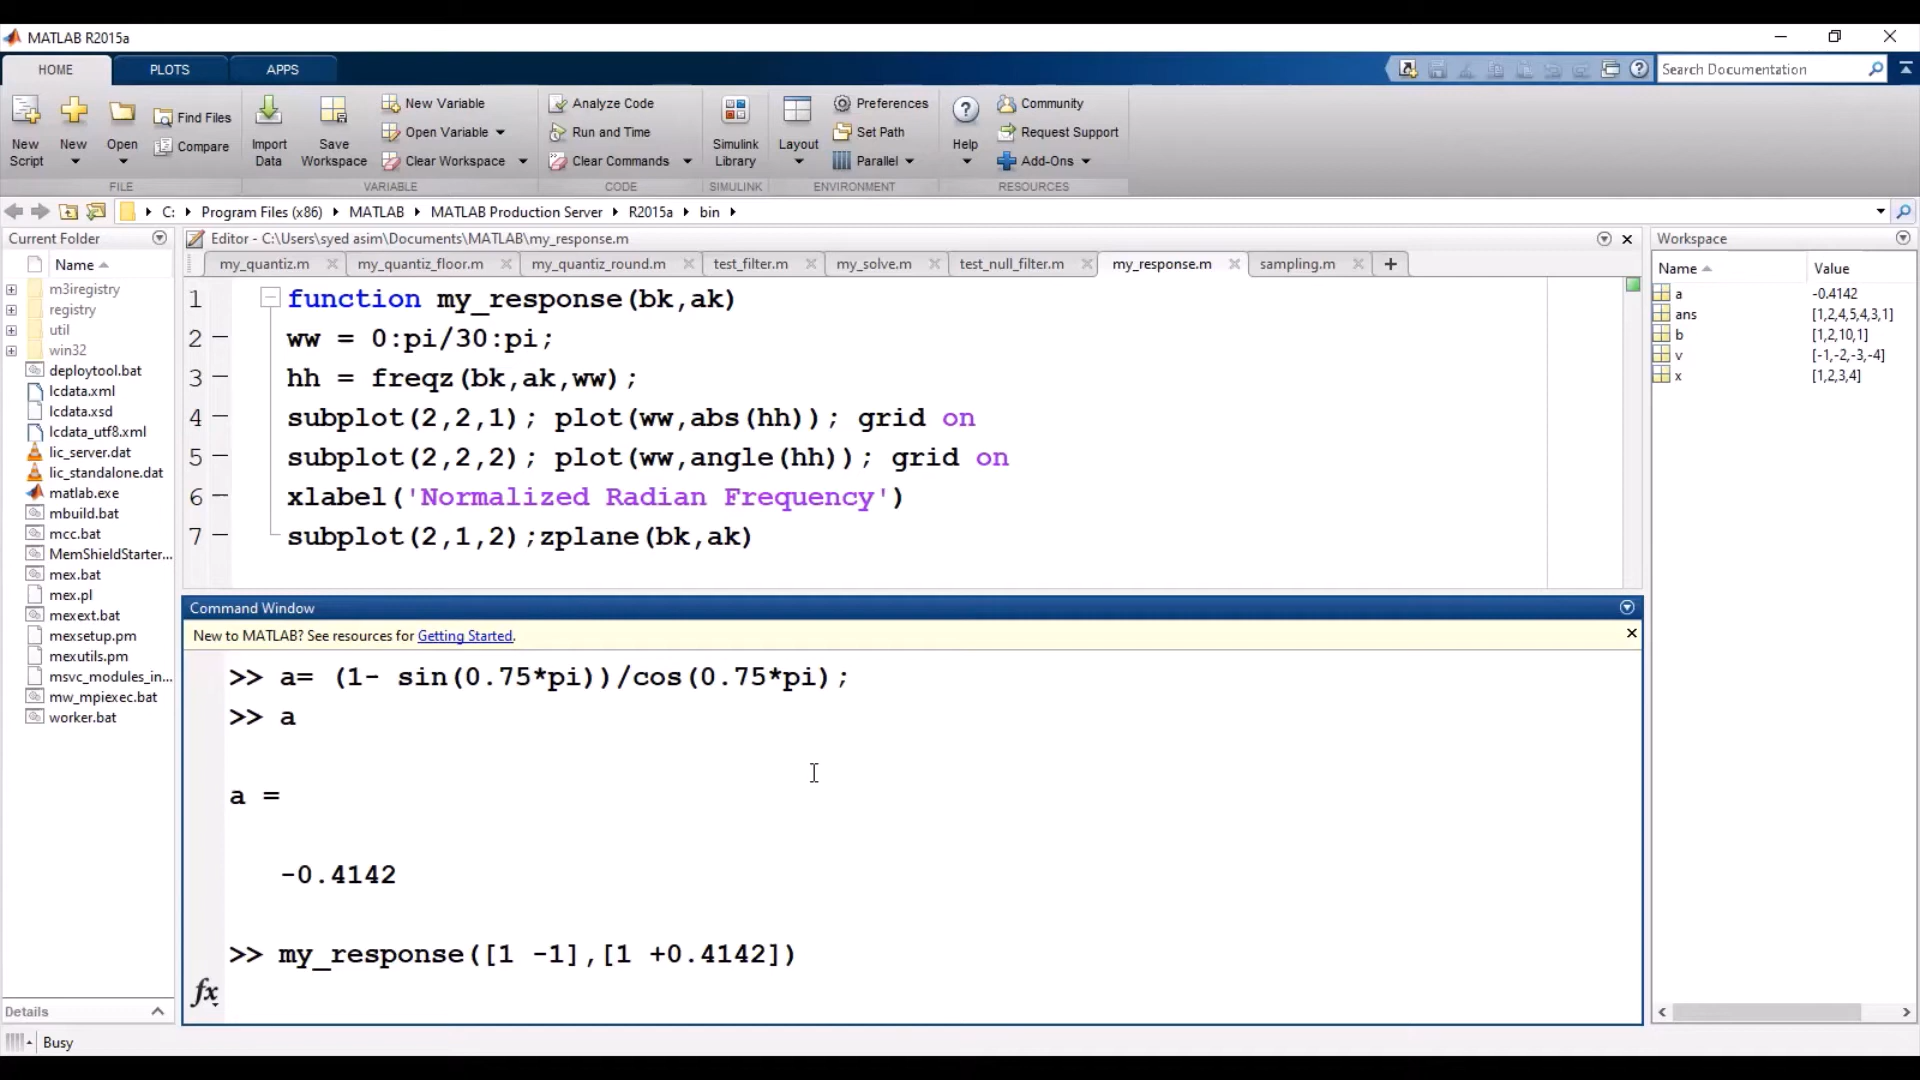 MATLAB R2015a
HOME PLOTS APPS
Search Documentation
New Script
New
Open
Find Files
Compare
Import Data
Save Workspace
New Variable
Open Variable
Clear Workspace
Analyze Code
Run and Time
Clear Commands
Simulink Library
Layout
Preferences
Set Path
Parallel
Help
Community
Request Support
Add-Ons
FILE VARIABLE CODE SIMULINK ENVIRONMENT RESOURCES
C: Program Files (x86) MATLAB MATLAB Production Server R2015a bin
Current Folder
Name
m3iregistry
registry
util
win32
deploytool.bat
lcdata.xml
lcdata.xsd
lcdata_utf8.xml
lic_server.dat
lic_standalone.dat
matlab.exe
mbuild.bat
mcc.bat
MemShieldStarter...
mex.bat
mex.pl
mexext.bat
mexsetup.pm
mexutils.pm
msvc_modules_in...
mw_mpiexec.bat
worker.bat
Details
Editor - C:\Users\syed asim\Documents\MATLAB\my_response.m
my_quantiz.m my_quantiz_floor.m my_quantiz_round.m test_filter.m my_solve.m test_null_filter.m my_response.m sampling.m
1 function my_response(bk,ak)
2 ww = 0:pi/30:pi;
3 hh = freqz(bk,ak,ww);
4 subplot(2,2,1); plot(ww,abs(hh)); grid on
5 subplot(2,2,2); plot(ww,angle(hh)); grid on
6 xlabel('Normalized Radian Frequency')
7 subplot(2,1,2);zplane(bk,ak)
Command Window
New to MATLAB? See resources for Getting Started.
>> a= (1- sin(0.75*pi))/cos(0.75*pi);
>> a
a =
-0.4142
>> my_response([1 -1],[1 +0.4142])
fx
Workspace
Name Value
a -0.4142
ans [1,2,4,5,4,3,1]
b [1,2,10,1]
v [-1,-2,-3,-4]
x [1,2,3,4]
Busy